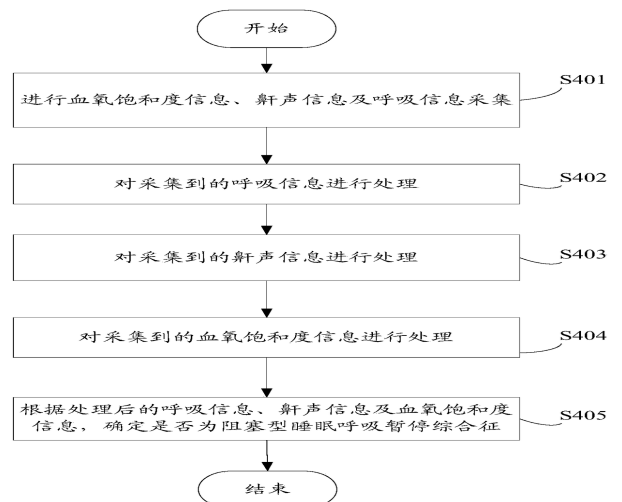 开始
进行血氧饱和度信息、鼾声信息及呼吸信息采集
S401
对采集到的呼吸信息进行处理
S402
对采集到的鼾声信息进行处理
S403
对采集到的血氧饱和度信息进行处理
S404
根据处理后的呼吸信息、鼾声信息及血氧饱和度
信息，确定是否为阻塞型睡眠呼吸暂停综合征
S405
结束